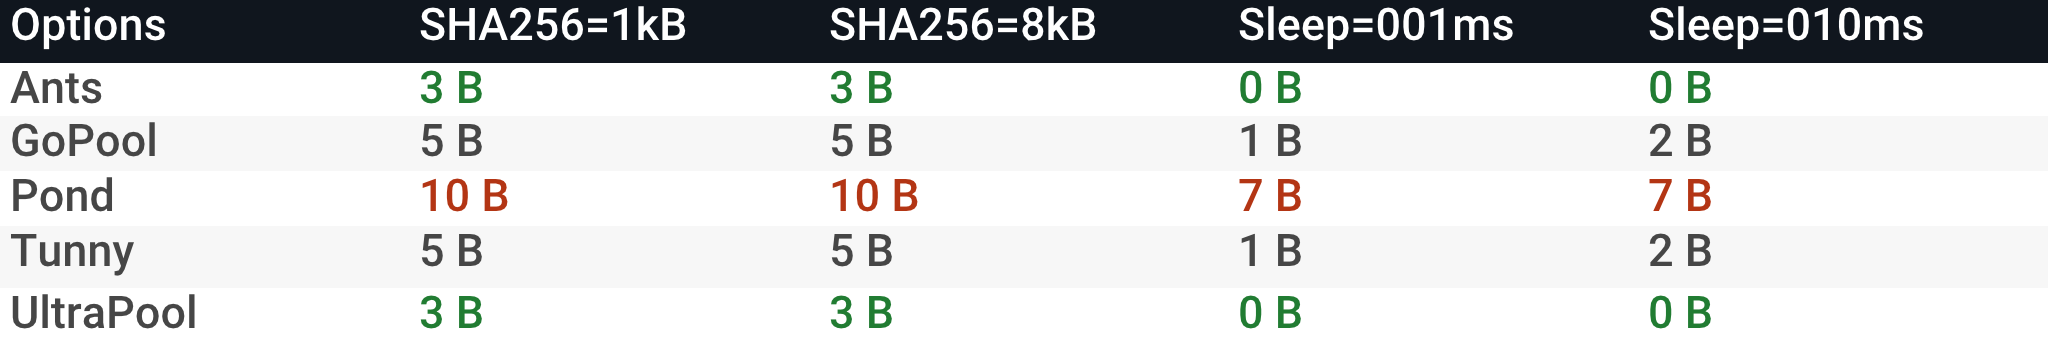 Options SHA256=1kB SHA256=8kB Sleep=001ms Sleep=010ms
Ants 3 B 3 B 0 B 0 B
GoPool 5 B 5 B 1 B 2 B
Pond 10 B 10 B 7 B 7 B
Tunny 5 B 5 B 1 B 2 B
UltraPool 3 B 3 B 0 B 0 B